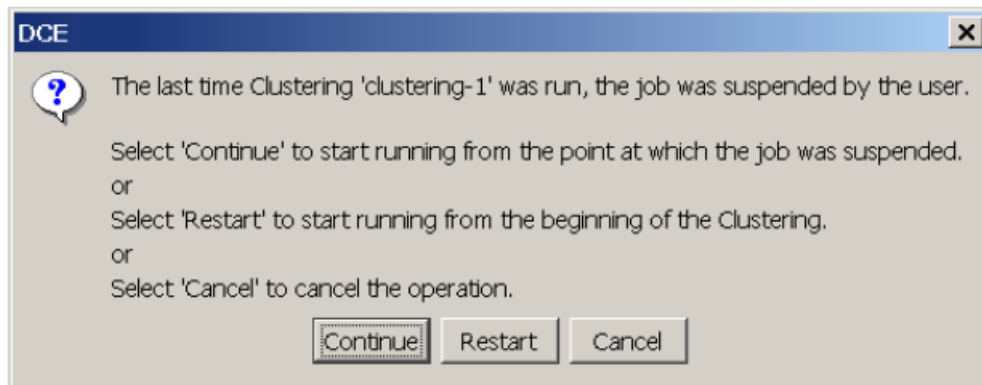 DCE
The last time Clustering 'clustering-1' was run, the job was suspended by the user.
Select 'Continue' to start running from the point at which the job was suspended.
or
Select 'Restart' to start running from the beginning of the Clustering.
or
Select 'Cancel' to cancel the operation.
Continue Restart Cancel